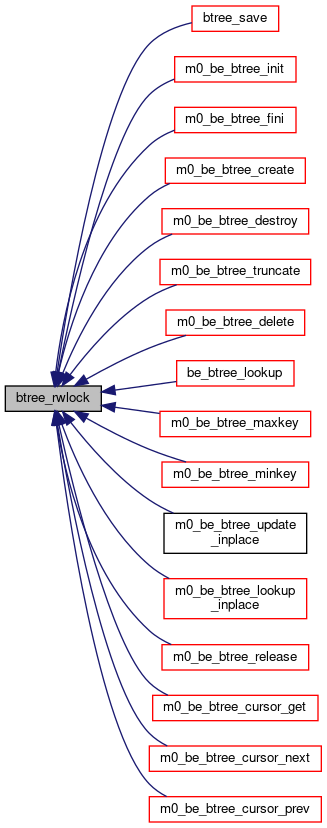 btree_save
m0_be_btree_init
m0_be_btree_fini
m0_be_btree_create
m0_be_btree_destroy
m0_be_btree_truncate
m0_be_btree_delete
be_btree_lookup
btree_rwlock
m0_be_btree_maxkey
m0_be_btree_minkey
m0_be_btree_update
_inplace
m0_be_btree_lookup
_inplace
m0_be_btree_release
m0_be_btree_cursor_get
m0_be_btree_cursor_next
m0_be_btree_cursor_prev